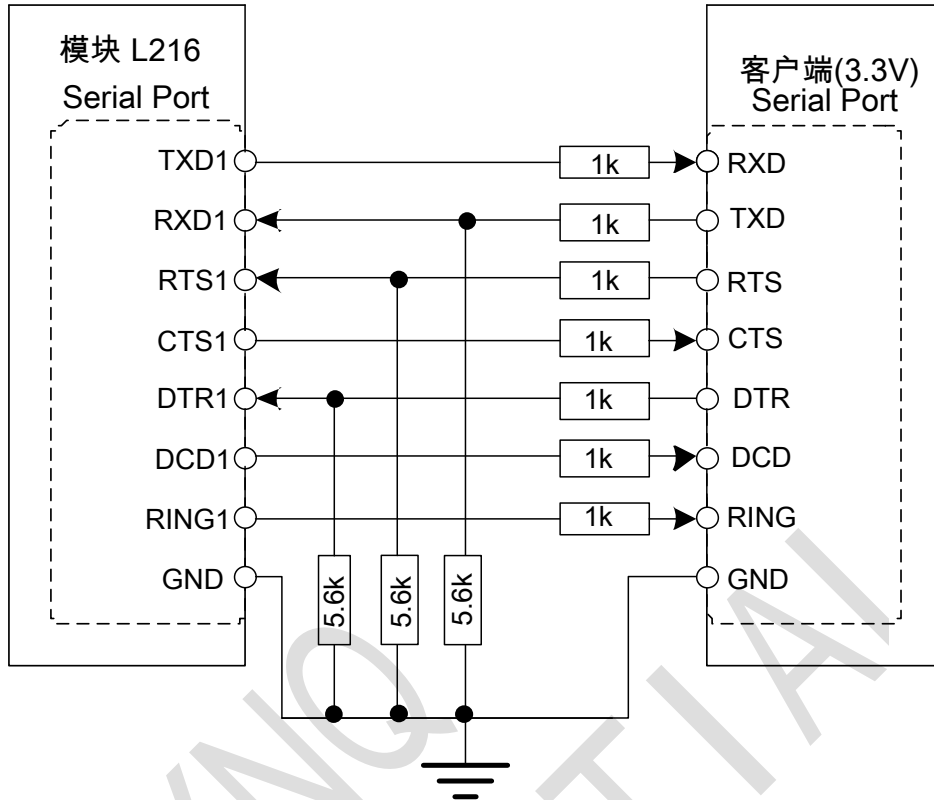 模块 L216
Serial Port
客户端(3.3V)
Serial Port
TXD1
1k
RXD
RXD1
1k
TXD
RTS1
1k
RTS
CTS1
1k
CTS
DTR1
1k
DTR
DCD1
1k
DCD
RING1
1k
RING
GND
5.6k
5.6k
5.6k
GND
YNQ
TIAI